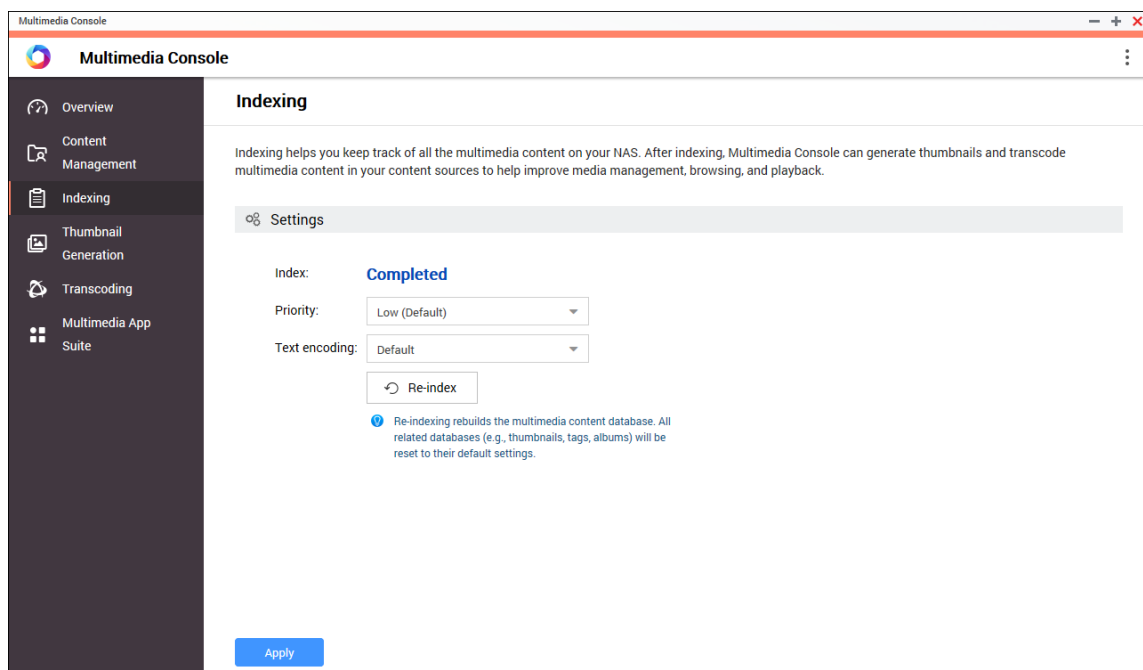 Multimedia Console
Multimedia Console
Overview
Content
Management
Indexing
Thumbnail
Generation
Transcoding
Multimedia App
Suite
Indexing
Indexing helps you keep track of all the multimedia content on your NAS. After indexing, Multimedia Console can generate thumbnails and transcode
multimedia content in your content sources to help improve media management, browsing, and playback.
Settings
Index: Completed
Priority: Low (Default)
Text encoding: Default
Re-index
Re-indexing rebuilds the multimedia content database. All
related databases (e.g., thumbnails, tags, albums) will be
reset to their default settings.
Apply